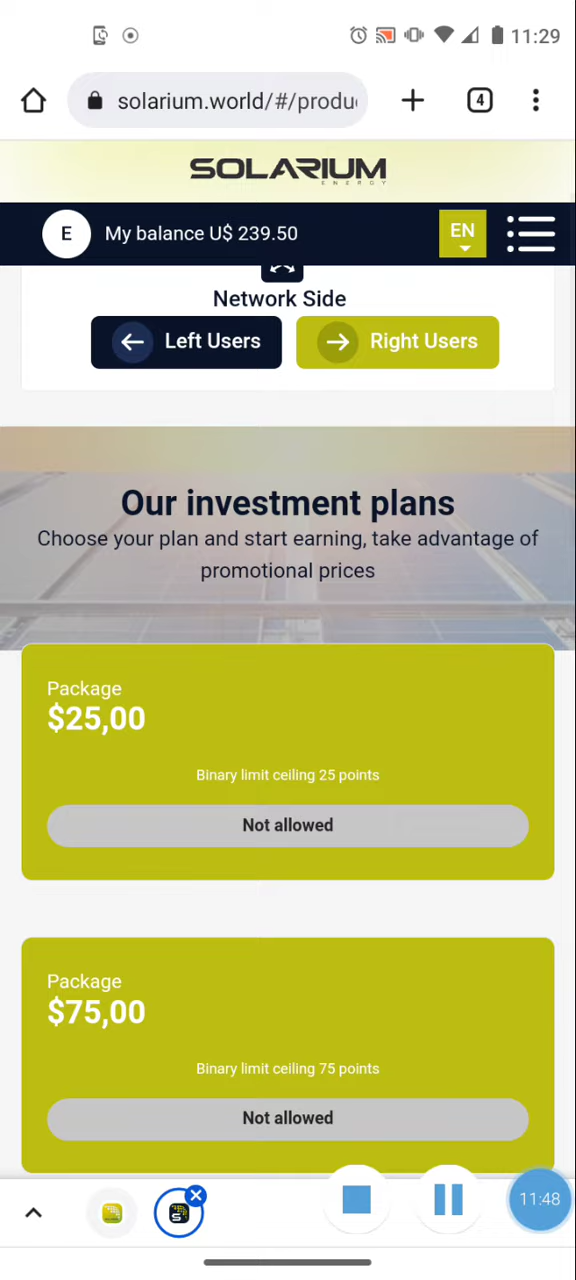 11:29
solarium.world/#/produ
4
SOLARIUM
ENERGY
E
My balance U$ 239.50
EN
Network Side
Left Users
Right Users
Our investment plans
Choose your plan and start earning, take advantage of
promotional prices
Package
$25,00
Binary limit ceiling 25 points
Not allowed
Package
$75,00
Binary limit ceiling 75 points
Not allowed
S
11:48